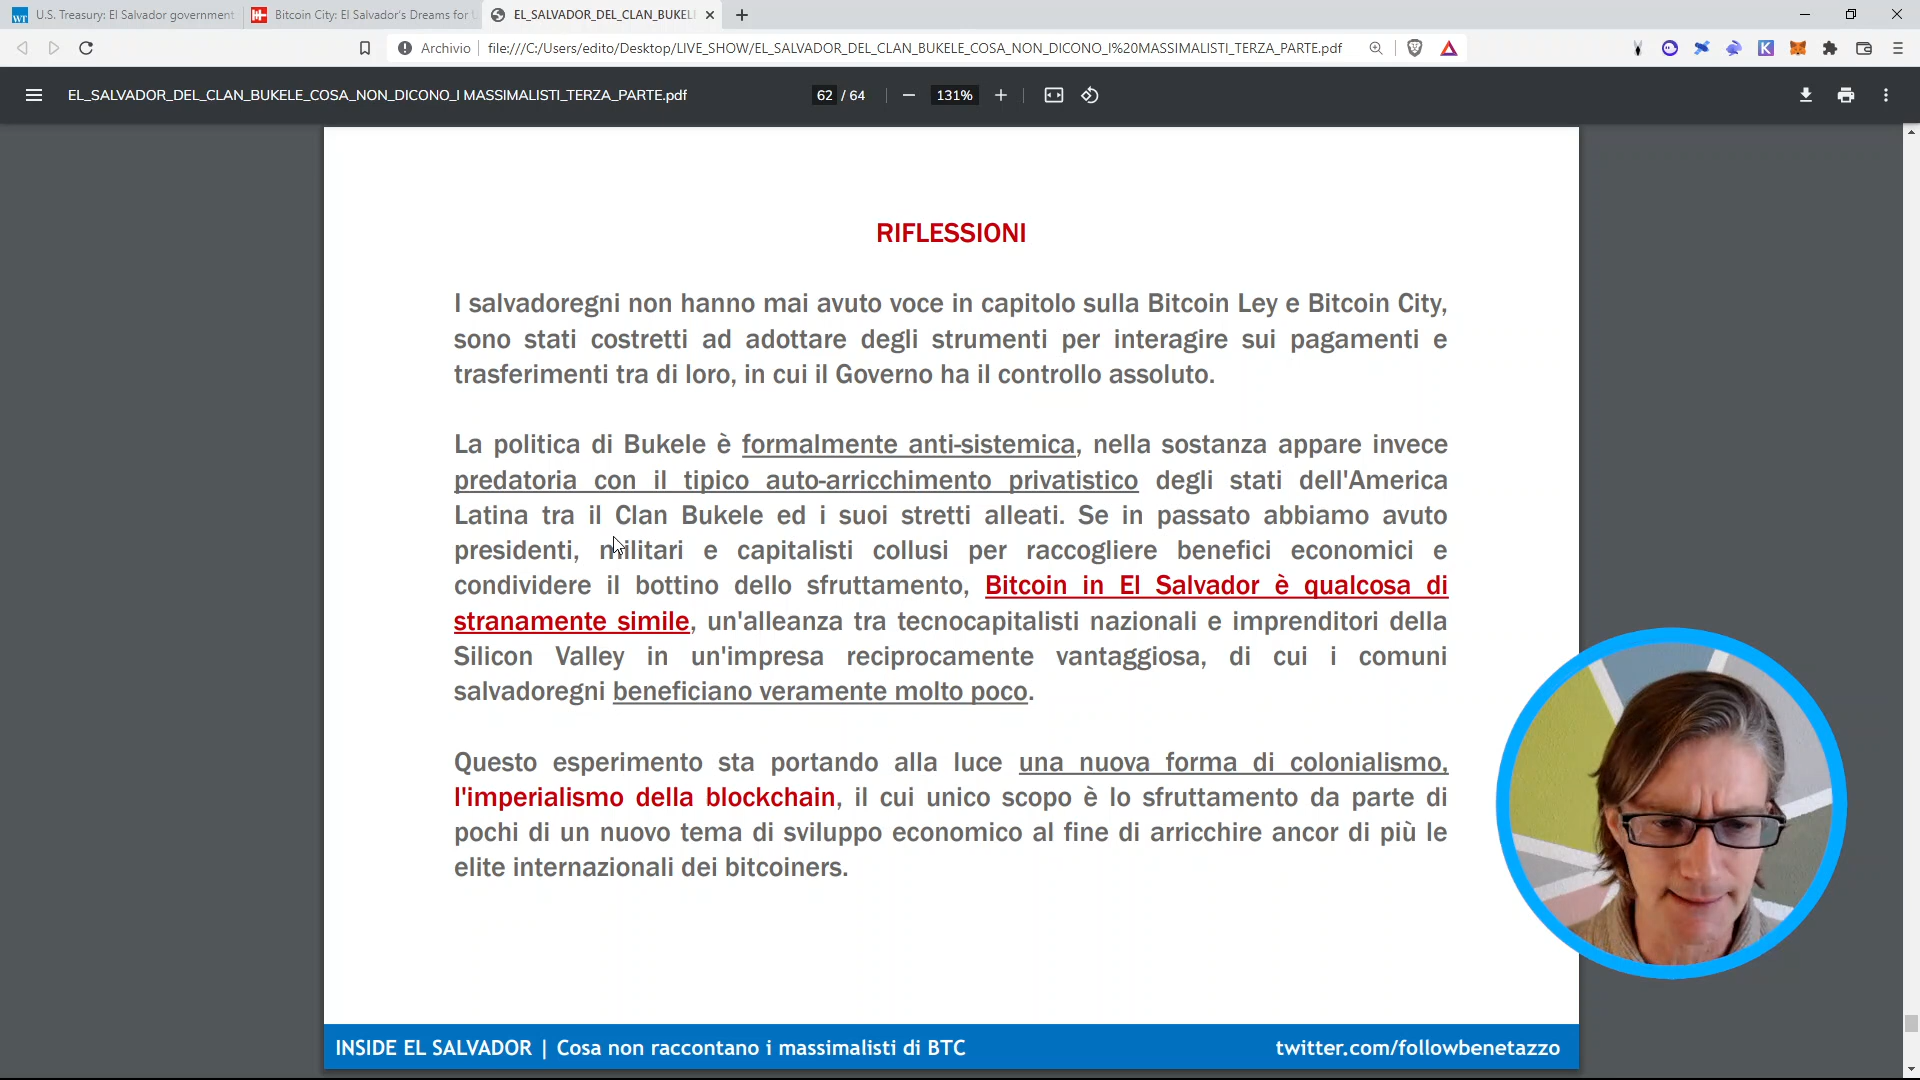 U.S. Treasury: El Salvador government
Bitcoin City: El Salvador's Dreams for
EL_SALVADOR_DEL_CLAN_BUKEL
Archivo
file:///C:/Users/edito/Desktop/LIVE_SHOW/EL_SALVADOR_DEL_CLAN_BUKELE_COSA_NON_DICONO_I%20MASSIMALISTI_TERZA_PARTE.pdf
EL_SALVADOR_DEL_CLAN_BUKELE_COSA_NON_DICONO_I MASSIMALISTI_TERZA_PARTE.pdf
62 / 64
131%
RIFLESSIONI
I salvadoregni non hanno mai avuto voce in capitolo sulla Bitcoin Ley e Bitcoin City,
sono stati costretti ad adottare degli strumenti per interagire sui pagamenti e
trasferimenti tra di loro, in cui il Governo ha il controllo assoluto.
La politica di Bukele è formalmente anti-sistemica, nella sostanza appare invece
predatoria con il tipico auto-arricchimento privatistico degli stati dell'America
Latina tra il Clan Bukele ed i suoi stretti alleati. Se in passato abbiamo avuto
presidenti, militari e capitalisti collusi per raccogliere benefici economici e
condividere il bottino dello sfruttamento, Bitcoin in El Salvador è qualcosa di
stranamente simile, un'alleanza tra tecnocapitalisti nazionali e imprenditori della
Silicon Valley in un'impresa reciprocamente vantaggiosa, di cui i comuni
salvadoregni beneficiano veramente molto poco.
Questo esperimento sta portando alla luce una nuova forma di colonialismo,
l'imperialismo della blockchain, il cui unico scopo è lo sfruttamento da parte di
pochi di un nuovo tema di sviluppo economico al fine di arricchire ancor di più le
elite internazionali dei bitcoiners.
INSIDE EL SALVADOR | Cosa non raccontano i massimalisti di BTC
twitter.com/followbenetazzo